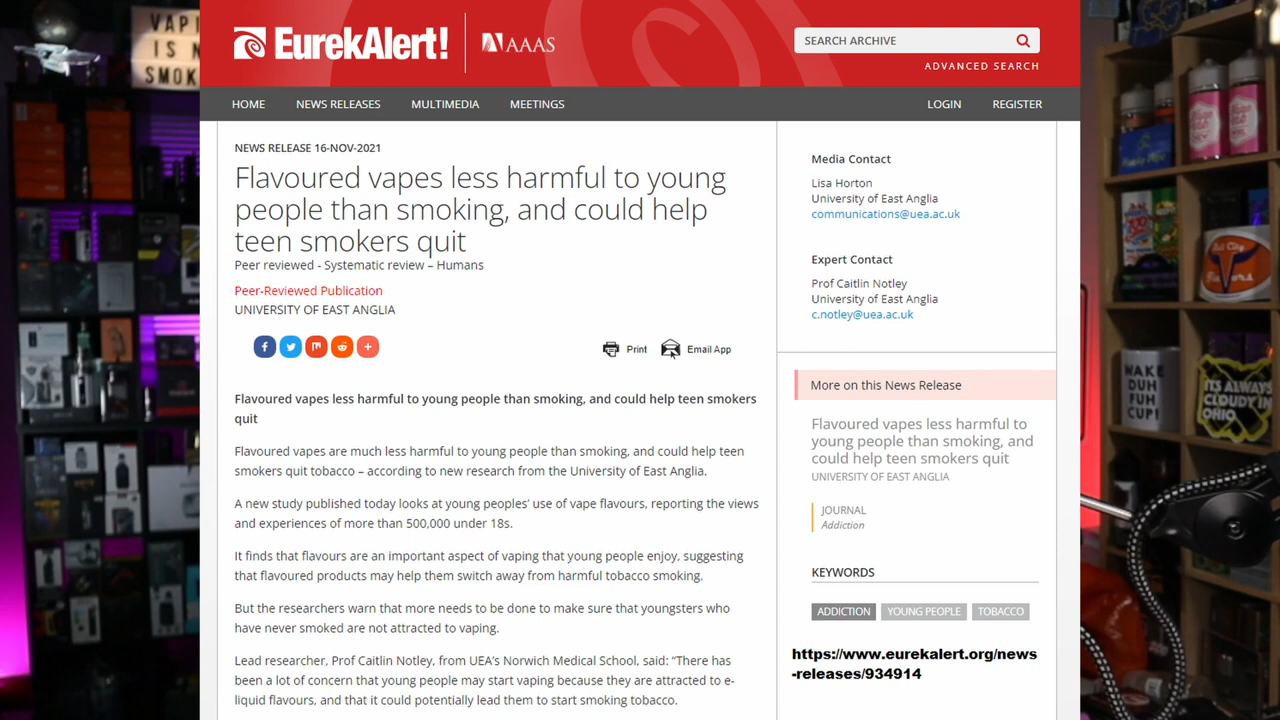 VAPI
IS N
SMOK
EurekAlert!
AAAS
SEARCH ARCHIVE
ADVANCED SEARCH
HOME NEWS RELEASES MULTIMEDIA MEETINGS LOGIN REGISTER
NEWS RELEASE 16-NOV-2021
Flavoured vapes less harmful to young
people than smoking, and could help
teen smokers quit
Peer reviewed - Systematic review – Humans
Peer-Reviewed Publication
UNIVERSITY OF EAST ANGLIA
Print Email App
Flavoured vapes less harmful to young people than smoking, and could help teen smokers
quit
Flavoured vapes are much less harmful to young people than smoking, and could help teen
smokers quit tobacco – according to new research from the University of East Anglia.
A new study published today looks at young peoples’ use of vape flavours, reporting the views
and experiences of more than 500,000 under 18s.
It finds that flavours are an important aspect of vaping that young people enjoy, suggesting
that flavoured products may help them switch away from harmful tobacco smoking.
But the researchers warn that more needs to be done to make sure that youngsters who
have never smoked are not attracted to vaping.
Lead researcher, Prof Caitlin Notley, from UEA’s Norwich Medical School, said: “There has
been a lot of concern that young people may start vaping because they are attracted to e-
liquid flavours, and that it could potentially lead them to start smoking tobacco.
Media Contact
Lisa Horton
University of East Anglia
communications@uea.ac.uk
Expert Contact
Prof Caitlin Notley
University of East Anglia
c.notley@uea.ac.uk
More on this News Release
Flavoured vapes less harmful to
young people than smoking, and
could help teen smokers quit
UNIVERSITY OF EAST ANGLIA
JOURNAL
Addiction
KEYWORDS
ADDICTION YOUNG PEOPLE TOBACCO
https://www.eurekalert.org/news
-releases/934914
WAKE
DUH
FUH
CUP!
ITS ALWAYS
CLOUDY IN
OHIO